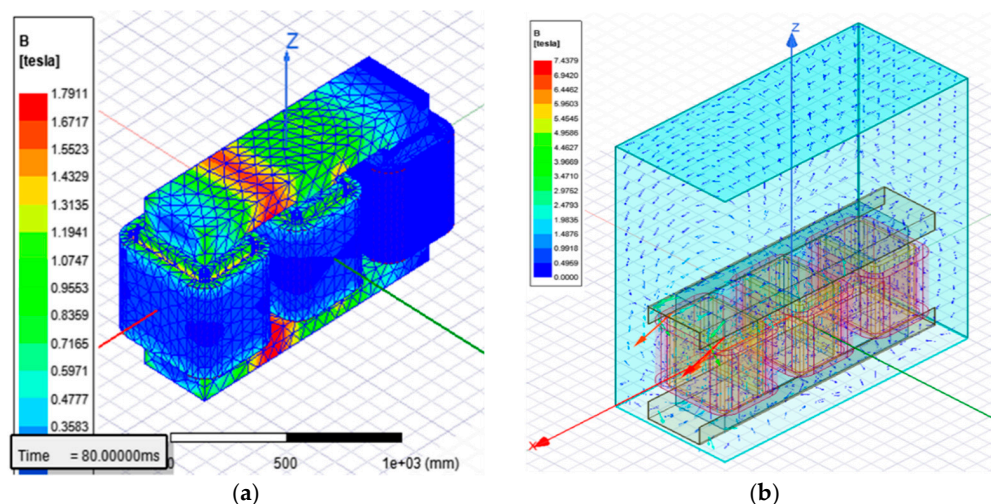 B
[tesla]
1.7911
1.6717
1.5523
1.4329
1.3135
1.1941
1.0747
0.9553
0.8359
0.7165
0.5971
0.4777
0.3583
Time = 80.00000ms
Z
0
500
1e+03 (mm)
(a)
B
[tesla]
7.4379
6.9420
6.4462
5.9503
5.4545
4.9586
4.4627
3.9669
3.4710
2.9752
2.4793
1.9835
1.4876
0.9918
0.4959
0.0000
Z
X
(b)